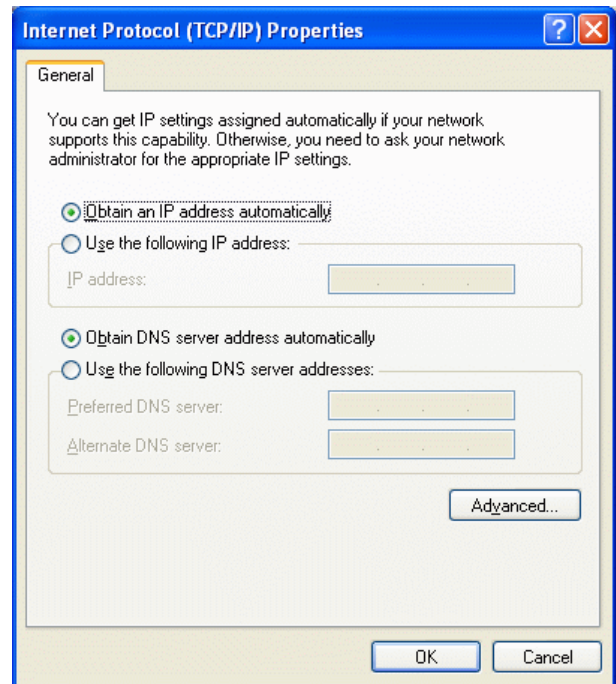 Internet Protocol (TCP/IP) Properties
General
You can get IP settings assigned automatically if your network
supports this capability. Otherwise, you need to ask your network
administrator for the appropriate IP settings.
Obtain an IP address automatically
Use the following IP address:
IP address:
Obtain DNS server address automatically
Use the following DNS server addresses:
Preferred DNS server:
Alternate DNS server:
Advanced...
OK
Cancel